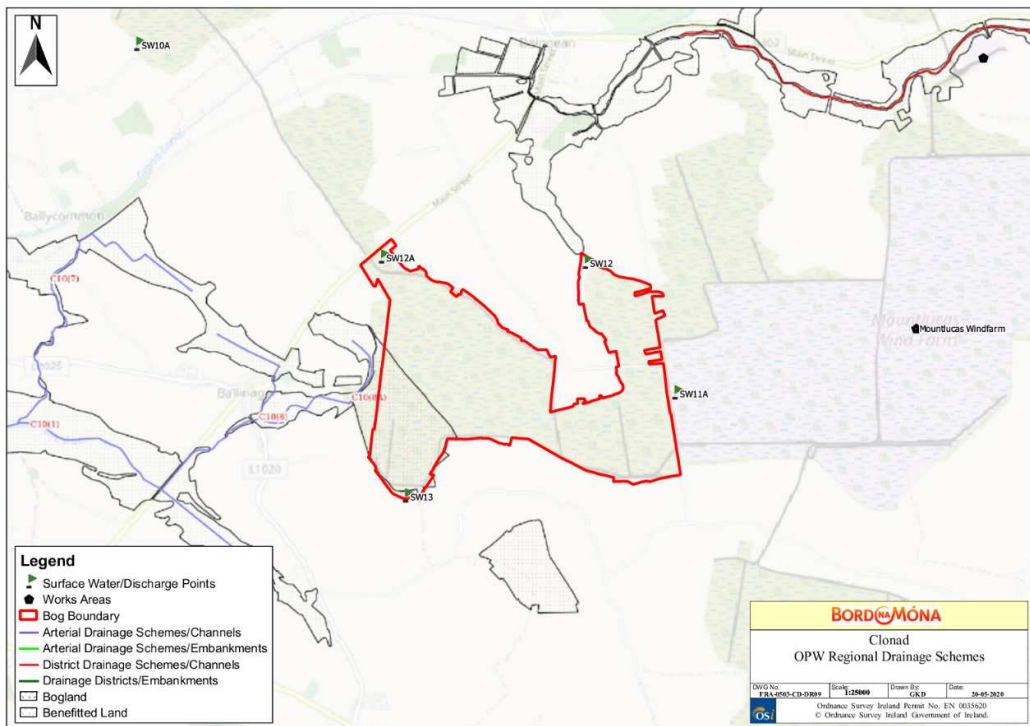 N
SW10A
Daingean
Main Street
Main Street
Ballycommon
SW12A
SW12
C10(7)
Mountlucas Windfarm
Mountlucas
Wind Farm
L2025
SW11A
C10(8A)
C10(8)
C10(1)
L1020
SW13
Legend
Surface Water/Discharge Points
Works Areas
Bog Boundary
Arterial Drainage Schemes/Channels
Arterial Drainage Schemes/Embankments
District Drainage Schemes/Channels
Drainage Districts/Embankments
Bogland
Benefitted Land
BORD NA MÓNA
Clonad
OPW Regional Drainage Schemes
DWG No. Scale: Drawn By: Date:
FRA-0503-CD-DR09 1:25000 GKD 20-05-2020
OSi
Ordnance Survey Ireland Permit No. EN 0035620
© Ordnance Survey Ireland Government of Ireland.